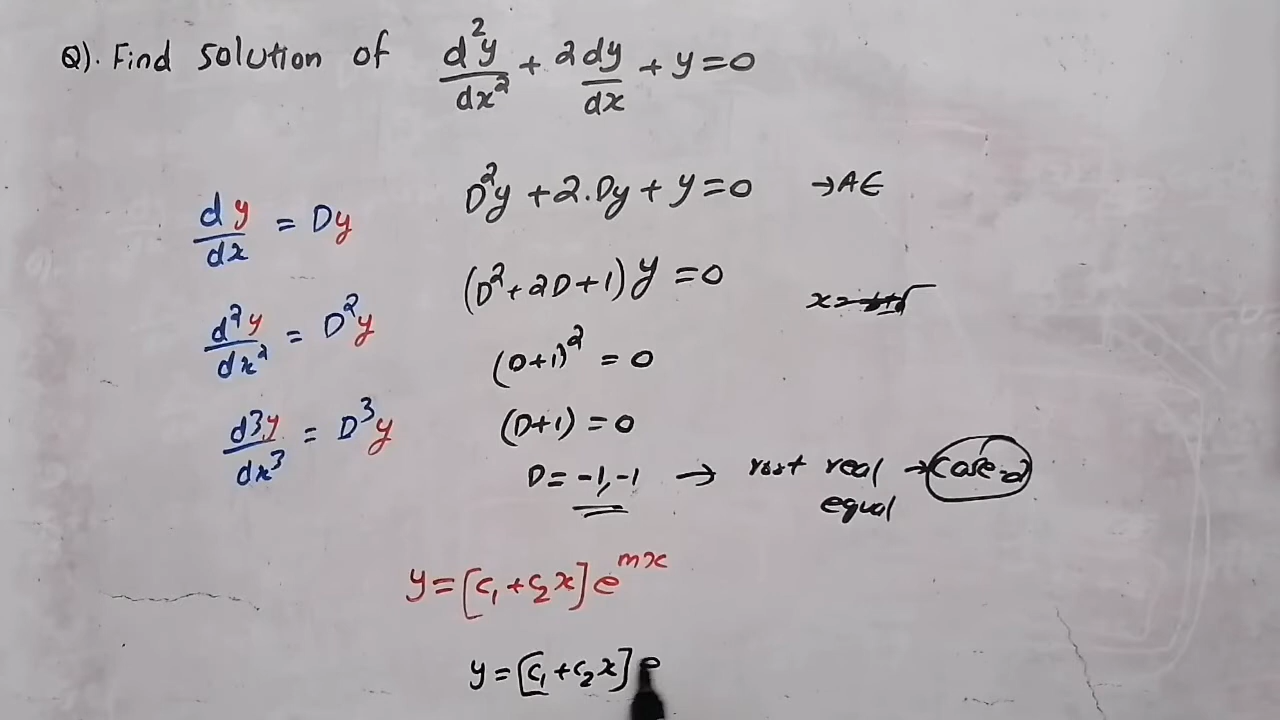 Q). Find solution of d²y/dx² + 2 dy/dx + y = 0
D²y + 2.Dy + y = 0 → AE
dy/dx = Dy
(D² + 2D + 1) y = 0
d²y/dx² = D²y
(D+1)² = 0
(D+1) = 0
d3y/dx3 = D³y
D = -1, -1 → root real → case-2
equal
y = [c₁ + c₂x] e^mx
y = [c₁ + c₂x] e